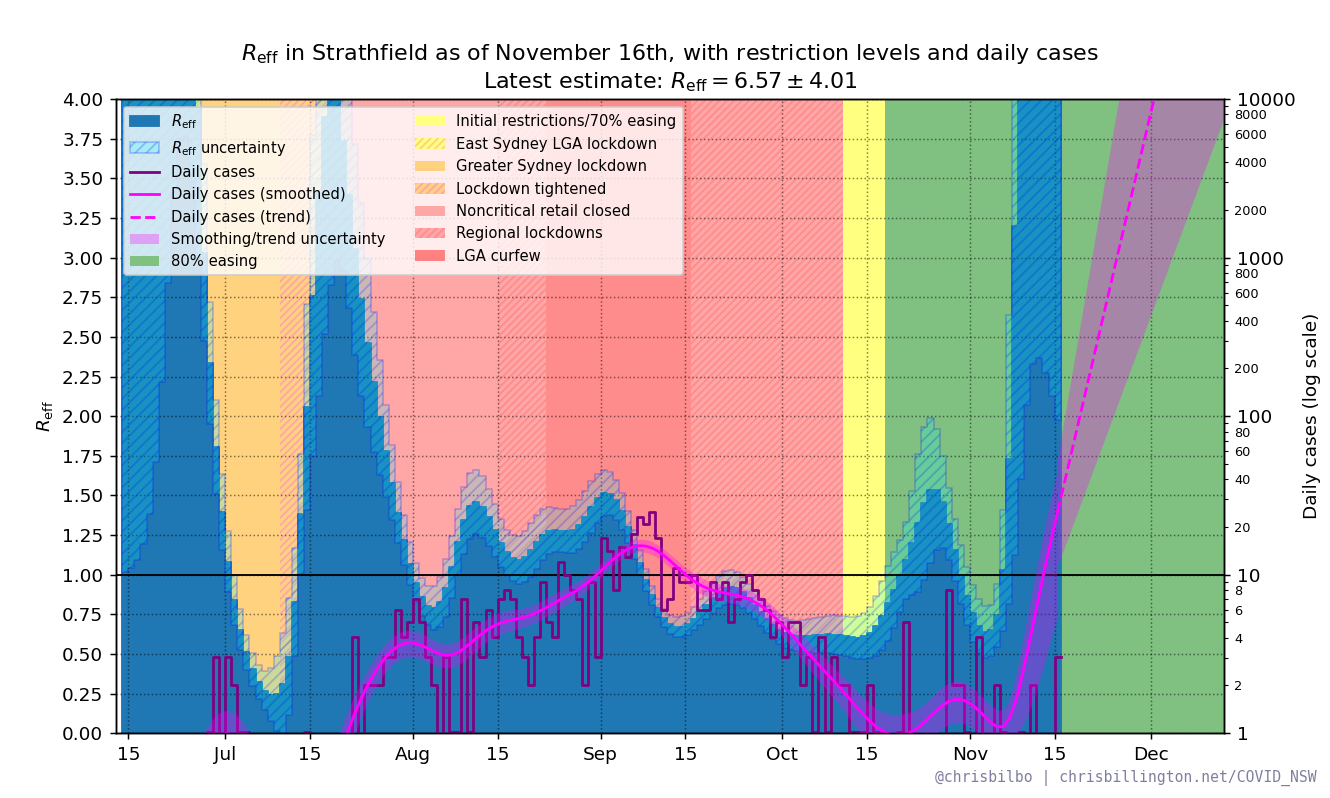 Reff in Strathfield as of November 16th, with restriction levels and daily cases
Latest estimate: Reff = 6.57 ± 4.01
Reff
Reff uncertainty
Daily cases
Daily cases (smoothed)
Daily cases (trend)
Smoothing/trend uncertainty
80% easing
Initial restrictions/70% easing
East Sydney LGA lockdown
Greater Sydney lockdown
Lockdown tightened
Noncritical retail closed
Regional lockdowns
LGA curfew
Reff
4.00
3.75
3.50
3.25
3.00
2.75
2.50
2.25
2.00
1.75
1.50
1.25
1.00
0.75
0.50
0.25
0.00
15 Jul 15 Aug 15 Sep 15 Oct 15 Nov 15 Dec
10000
8000
6000
4000
2000
1000
800
600
400
200
100
80
60
40
20
10
8
6
4
2
1
Daily cases (log scale)
@chrisbilbo | chrisbillington.net/COVID_NSW